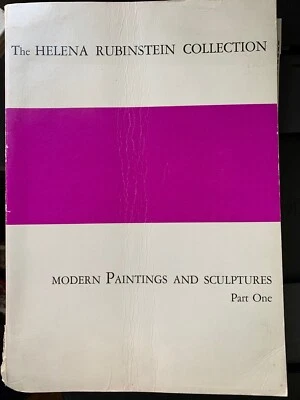 The HELENA RUBINSTEIN COLLECTION
MODERN PAINTINGS AND SCULPTURES
Part One